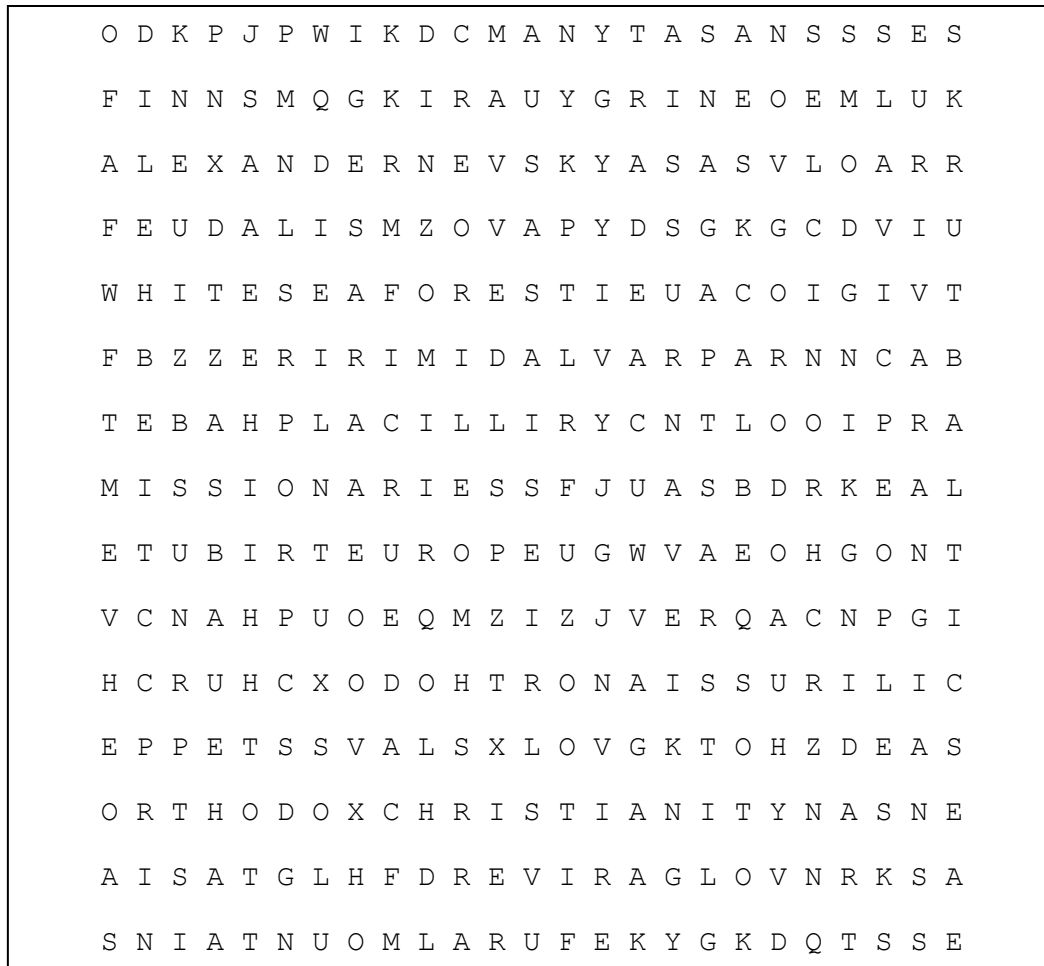 O D K P J P W I K D C M A N Y T A S A N S S S E S
F I N N S M Q G K I R A U Y G R I N E O E M L U K
A L E X A N D E R N E V S K Y A S A S V L O A R R
F E U D A L I S M Z O V A P Y D S G K G C D V I U
W H I T E S E A F O R E S T I E U A C O I G I V T
F B Z Z E R I R I M I D A L V A R P A R N N C A B
T E B A H P L A C I L L I R Y C N T L O O I P R A
M I S S I O N A R I E S S F J U A S B D R K E A L
E T U B I R T E U R O P E U G W V A E O H G O N T
V C N A H P U O E Q M Z I Z J V E R Q A C N P G I
H C R U H C X O D O H T R O N A I S S U R I L I C
E P P E T S S V A L S X L O V G K T O H Z D E A S
O R T H O D O X C H R I S T I A N I T Y N A S N E
A I S A T G L H F D R E V I R A G L O V N R K S A
S N I A T N U O M L A R U F E K Y G K D Q T S S E